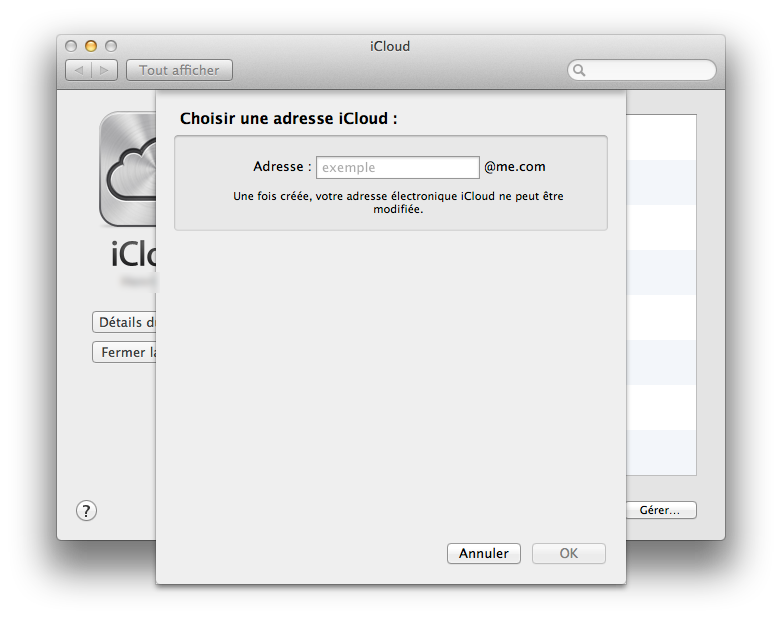 iCloud
Tout afficher
Choisir une adresse iCloud :
Adresse : exemple @me.com
Une fois créée, votre adresse électronique iCloud ne peut être
modifiée.
iClo
Détails d
Fermer la
?
Gérer...
Annuler OK